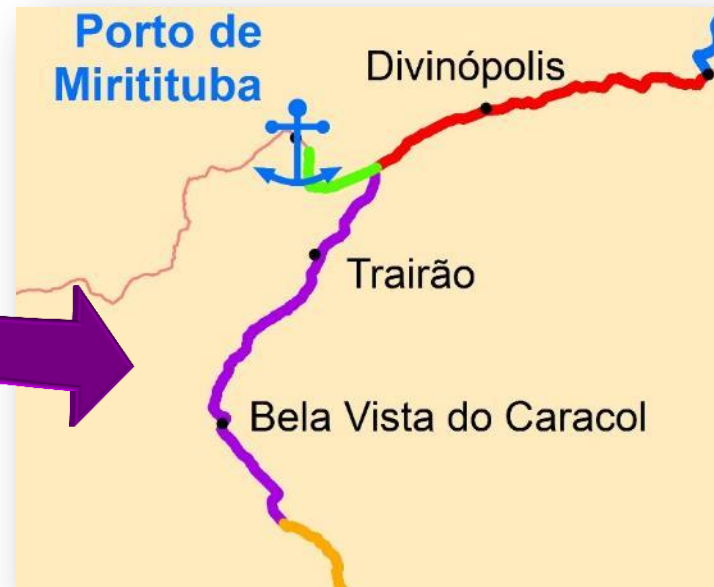 Porto de
Miritituba
Divinópolis
Trairão
Bela Vista do Caracol